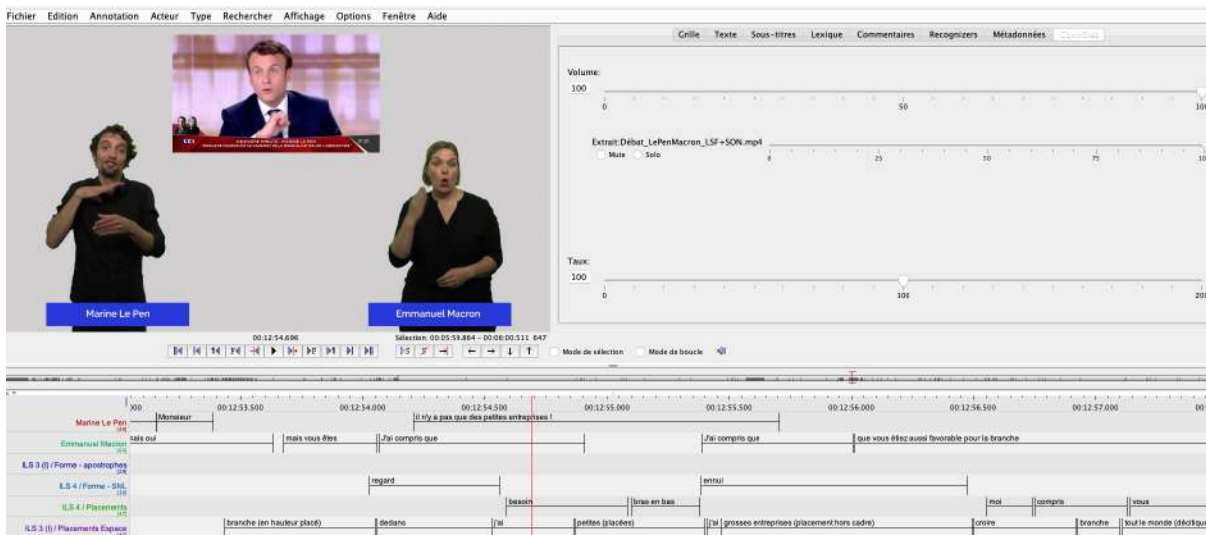 Fichier Edition Annotation Acteur Type Rechercher Affichage Options Fenêtre Aide
Grille Texte Sous-titres Lexique Commentaires Recognizers Métadonnées Contrôles
Volume:
100
0 50 100
Extrait:Débat_LePenMacron_LSF+SON.mp4
Mute Solo
0 25 50 75 100
Taux:
100
0 100 200
LCI
Marine Le Pen
Emmanuel Macron
00:12:54.696
Sélection: 00:05:59.864 - 00:06:00.511 647
Mode de sélection Mode de boucle
00:12:53.500 00:12:54.000 00:12:54.500 00:12:55.000 00:12:55.500 00:12:56.000 00:12:56.500 00:12:57.000
Marine Le Pen
Monsieur
il n'y a pas que des petites entreprises !
Emmanuel Macron
mais oui
mais vous êtes
J'ai compris que
J'ai compris que
que vous étiez aussi favorable pour la branche
ILS 3 (I) / Forme - apostrophes
ILS 4 / Forme - SNL
regard
ennui
ILS 4 / Placements
besoin
bras en bas
moi
compris
vous
ILS 3 (I) / Placements Espace
branche (en hauteur placé)
dedans
j'ai
petites (placées)
j'ai
grosses entreprises (placement hors cadre)
croire
branche
tout le monde (décitique